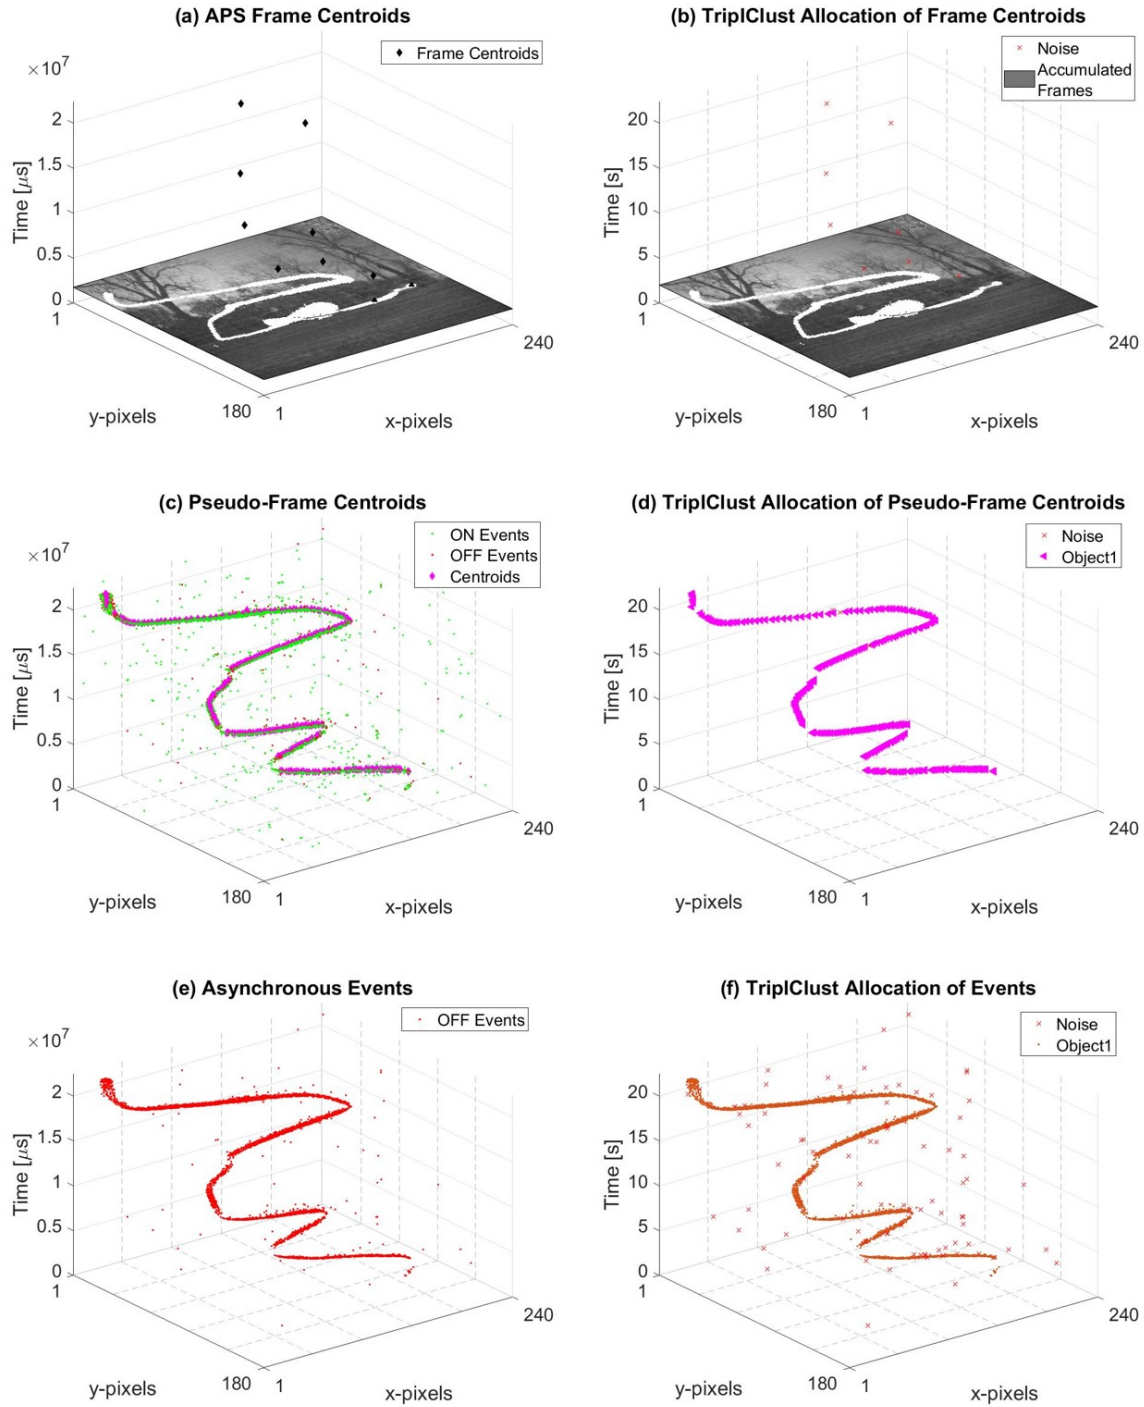 (a) APS Frame Centroids
Frame Centroids
×10⁷
2
1.5
1
0.5
0
Time [μs]
1
180
1
240
y-pixels
x-pixels
(b) TriplClust Allocation of Frame Centroids
Noise
Accumulated
Frames
20
15
10
5
0
Time [s]
1
180
1
240
y-pixels
x-pixels
(c) Pseudo-Frame Centroids
ON Events
OFF Events
Centroids
×10⁷
2
1.5
1
0.5
0
Time [μs]
1
180
1
240
y-pixels
x-pixels
(d) TriplClust Allocation of Pseudo-Frame Centroids
Noise
Object1
20
15
10
5
0
Time [s]
1
180
1
240
y-pixels
x-pixels
(e) Asynchronous Events
OFF Events
×10⁷
2
1.5
1
0.5
0
Time [μs]
1
180
1
240
y-pixels
x-pixels
(f) TriplClust Allocation of Events
Noise
Object1
20
15
10
5
0
Time [s]
1
180
1
240
y-pixels
x-pixels